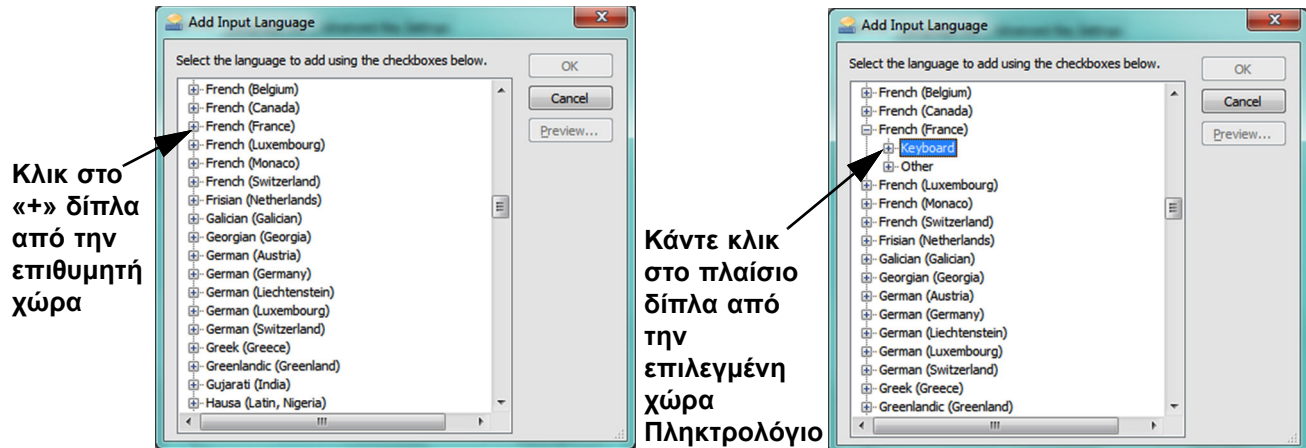 Add Input Language
Select the language to add using the checkboxes below.
French (Belgium)
French (Canada)
French (France)
French (Luxembourg)
French (Monaco)
French (Switzerland)
Frisian (Netherlands)
Galician (Galician)
Georgian (Georgia)
German (Austria)
German (Germany)
German (Liechtenstein)
German (Luxembourg)
German (Switzerland)
Greek (Greece)
Greenlandic (Greenland)
Gujarati (India)
Hausa (Latin, Nigeria)
OK
Cancel
Preview...
Κλικ στο
«+» δίπλα
από την
επιθυμητή
χώρα
Add Input Language
Select the language to add using the checkboxes below.
French (Belgium)
French (Canada)
French (France)
Keyboard
Other
French (Luxembourg)
French (Monaco)
French (Switzerland)
Frisian (Netherlands)
Galician (Galician)
Georgian (Georgia)
German (Austria)
German (Germany)
German (Liechtenstein)
German (Luxembourg)
German (Switzerland)
Greek (Greece)
Greenlandic (Greenland)
OK
Cancel
Preview...
Κάντε κλικ
στο πλαίσιο
δίπλα από
την
επιλεγμένη
χώρα
Πληκτρολόγιο